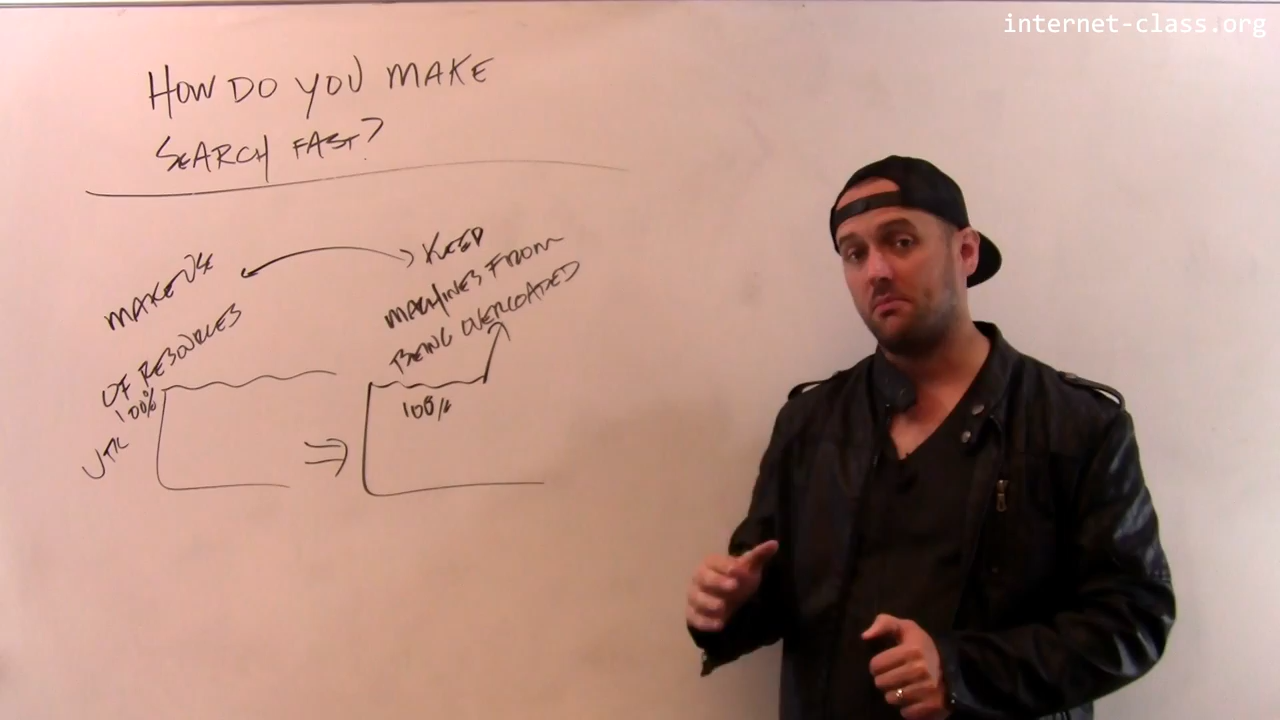 internet-class.org
HOW DO YOU MAKE
SEARCH FAST?
MAKE USE
OF RESOURCES
KEEP
MACHINES FROM
BEING OVERLOADED
100%
UTIL
100%